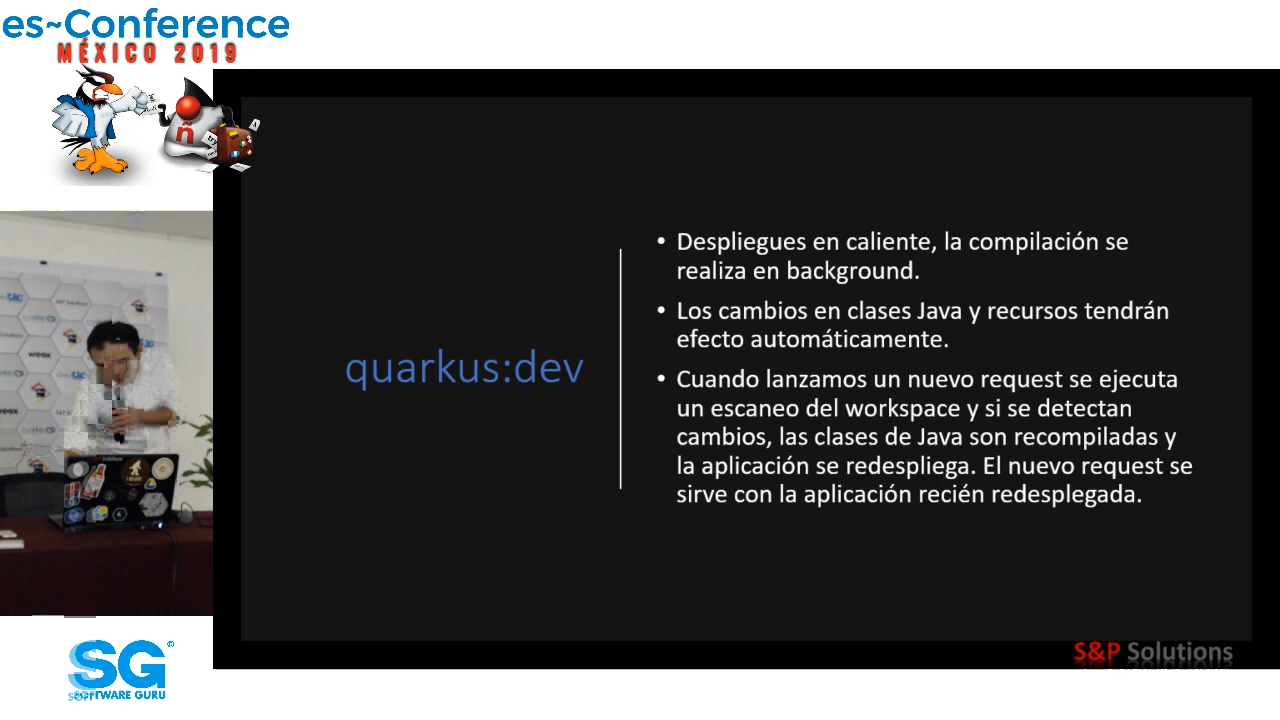 es~Conference
MÉXICO 2019
ñ
quarkus:dev
• Despliegues en caliente, la compilación se
realiza en background.
• Los cambios en clases Java y recursos tendrán
efecto automáticamente.
• Cuando lanzamos un nuevo request se ejecuta
un escaneo del workspace y si se detectan
cambios, las clases de Java son recompiladas y
la aplicación se redespliega. El nuevo request se
sirve con la aplicación recién redesplegada.
S&P Solutions
SG®
SOFTWARE GURU